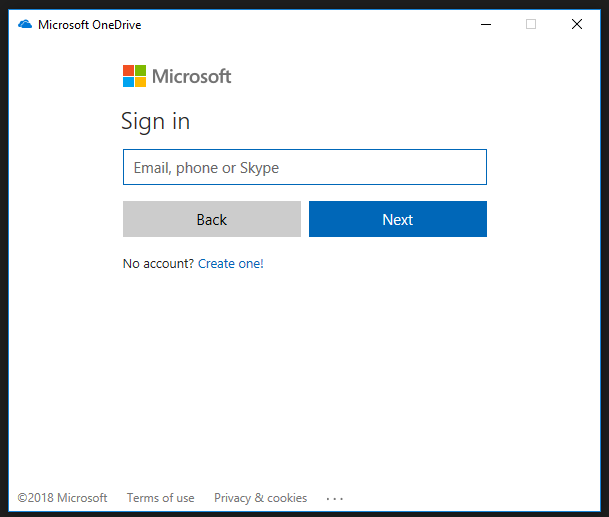 Microsoft OneDrive
Microsoft
Sign in
Email, phone or Skype
Back Next
No account? Create one!
©2018 Microsoft Terms of use Privacy & cookies ...